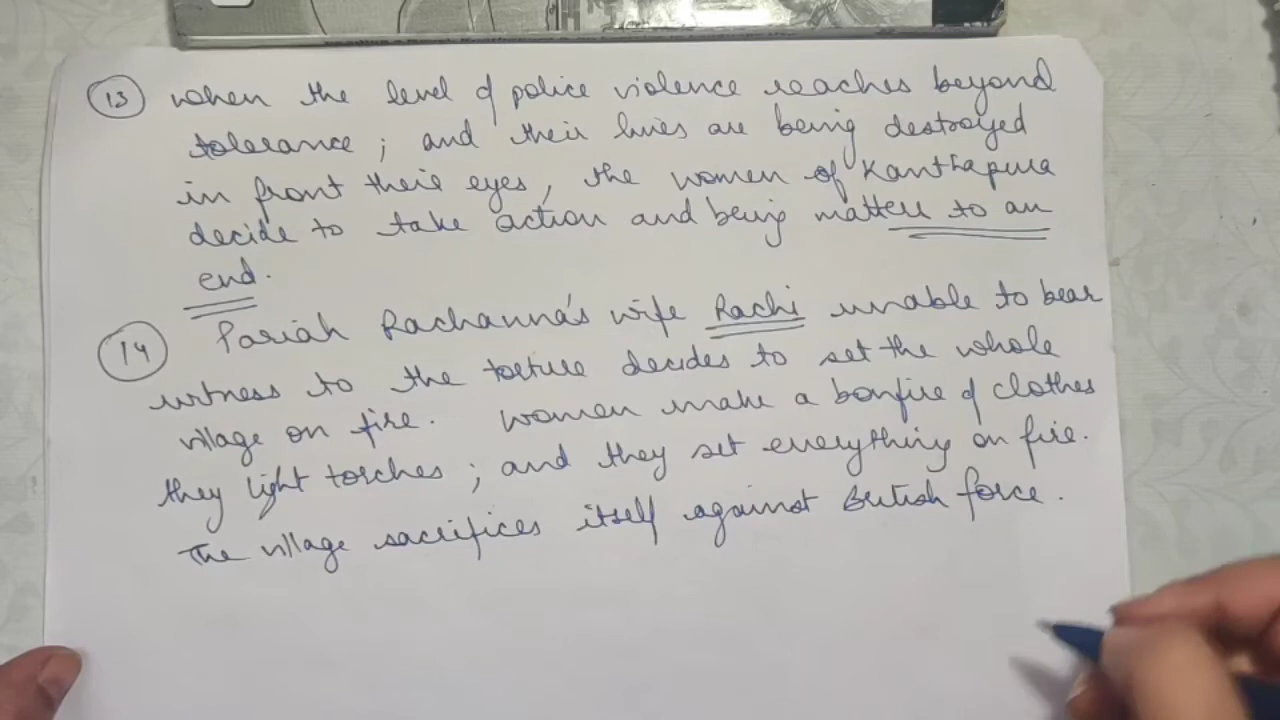 13 when the level of police violence reaches beyond
tolerance ; and their lives are being destroyed
in front their eyes, the women of Kanthapura
decide to take action and being matters to an
end.
14 Pariah Rachanna's wife Rachi unable to bear
witness to the torture decides to set the whole
village on fire. Women make a bonfire of clothes
they light torches ; and they set everything on fire.
The village sacrifices itself against British force.